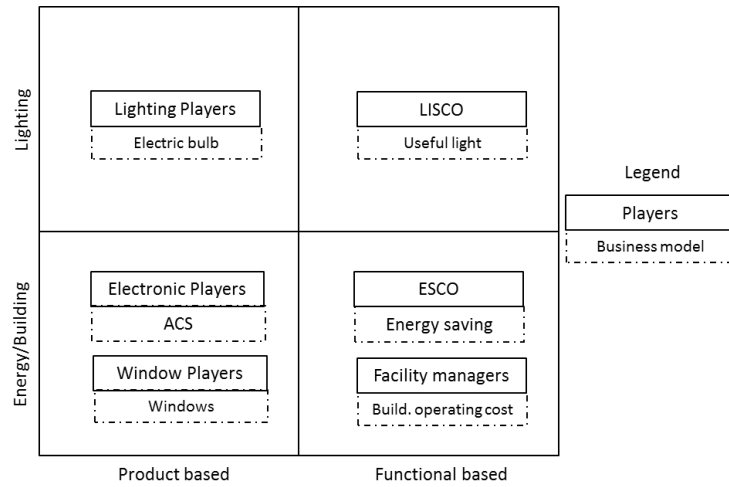 Lighting
Lighting Players
Electric bulb
LISCO
Useful light
Legend
Players
Business model
Energy/Building
Electronic Players
ACS
Window Players
Windows
ESCO
Energy saving
Facility managers
Build. operating cost
Product based
Functional based